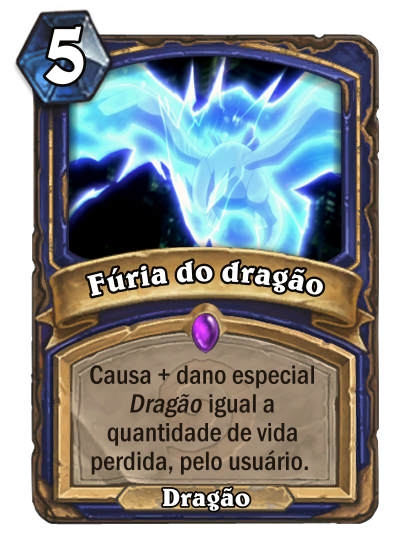 5
Fúria do dragão
Causa + dano especial
Dragão igual a
quantidade de vida
perdida, pelo usuário.
Dragão